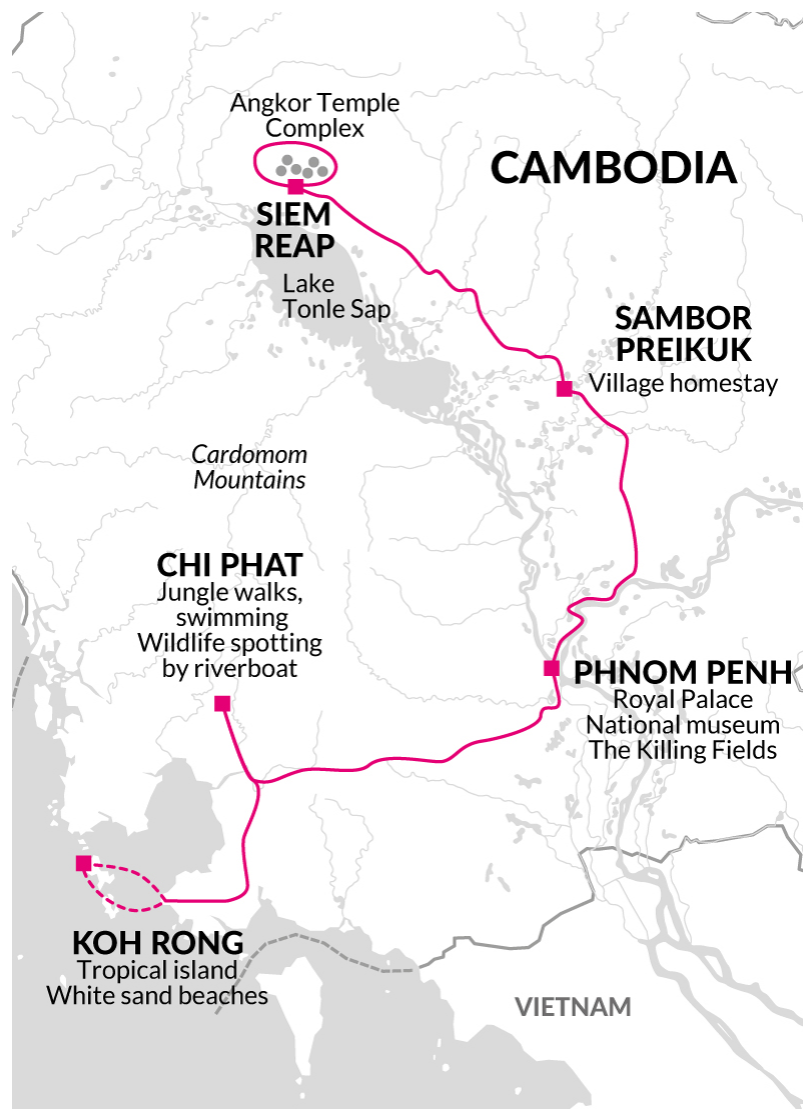 Angkor Temple
Complex
CAMBODIA
SIEM
REAP
Lake
Tonle Sap
SAMBOR
PREIKUK
Village homestay
Cardomom
Mountains
CHI PHAT
Jungle walks,
swimming
Wildlife spotting
by riverboat
PHNOM PENH
Royal Palace
National museum
The Killing Fields
KOH RONG
Tropical island
White sand beaches
VIETNAM